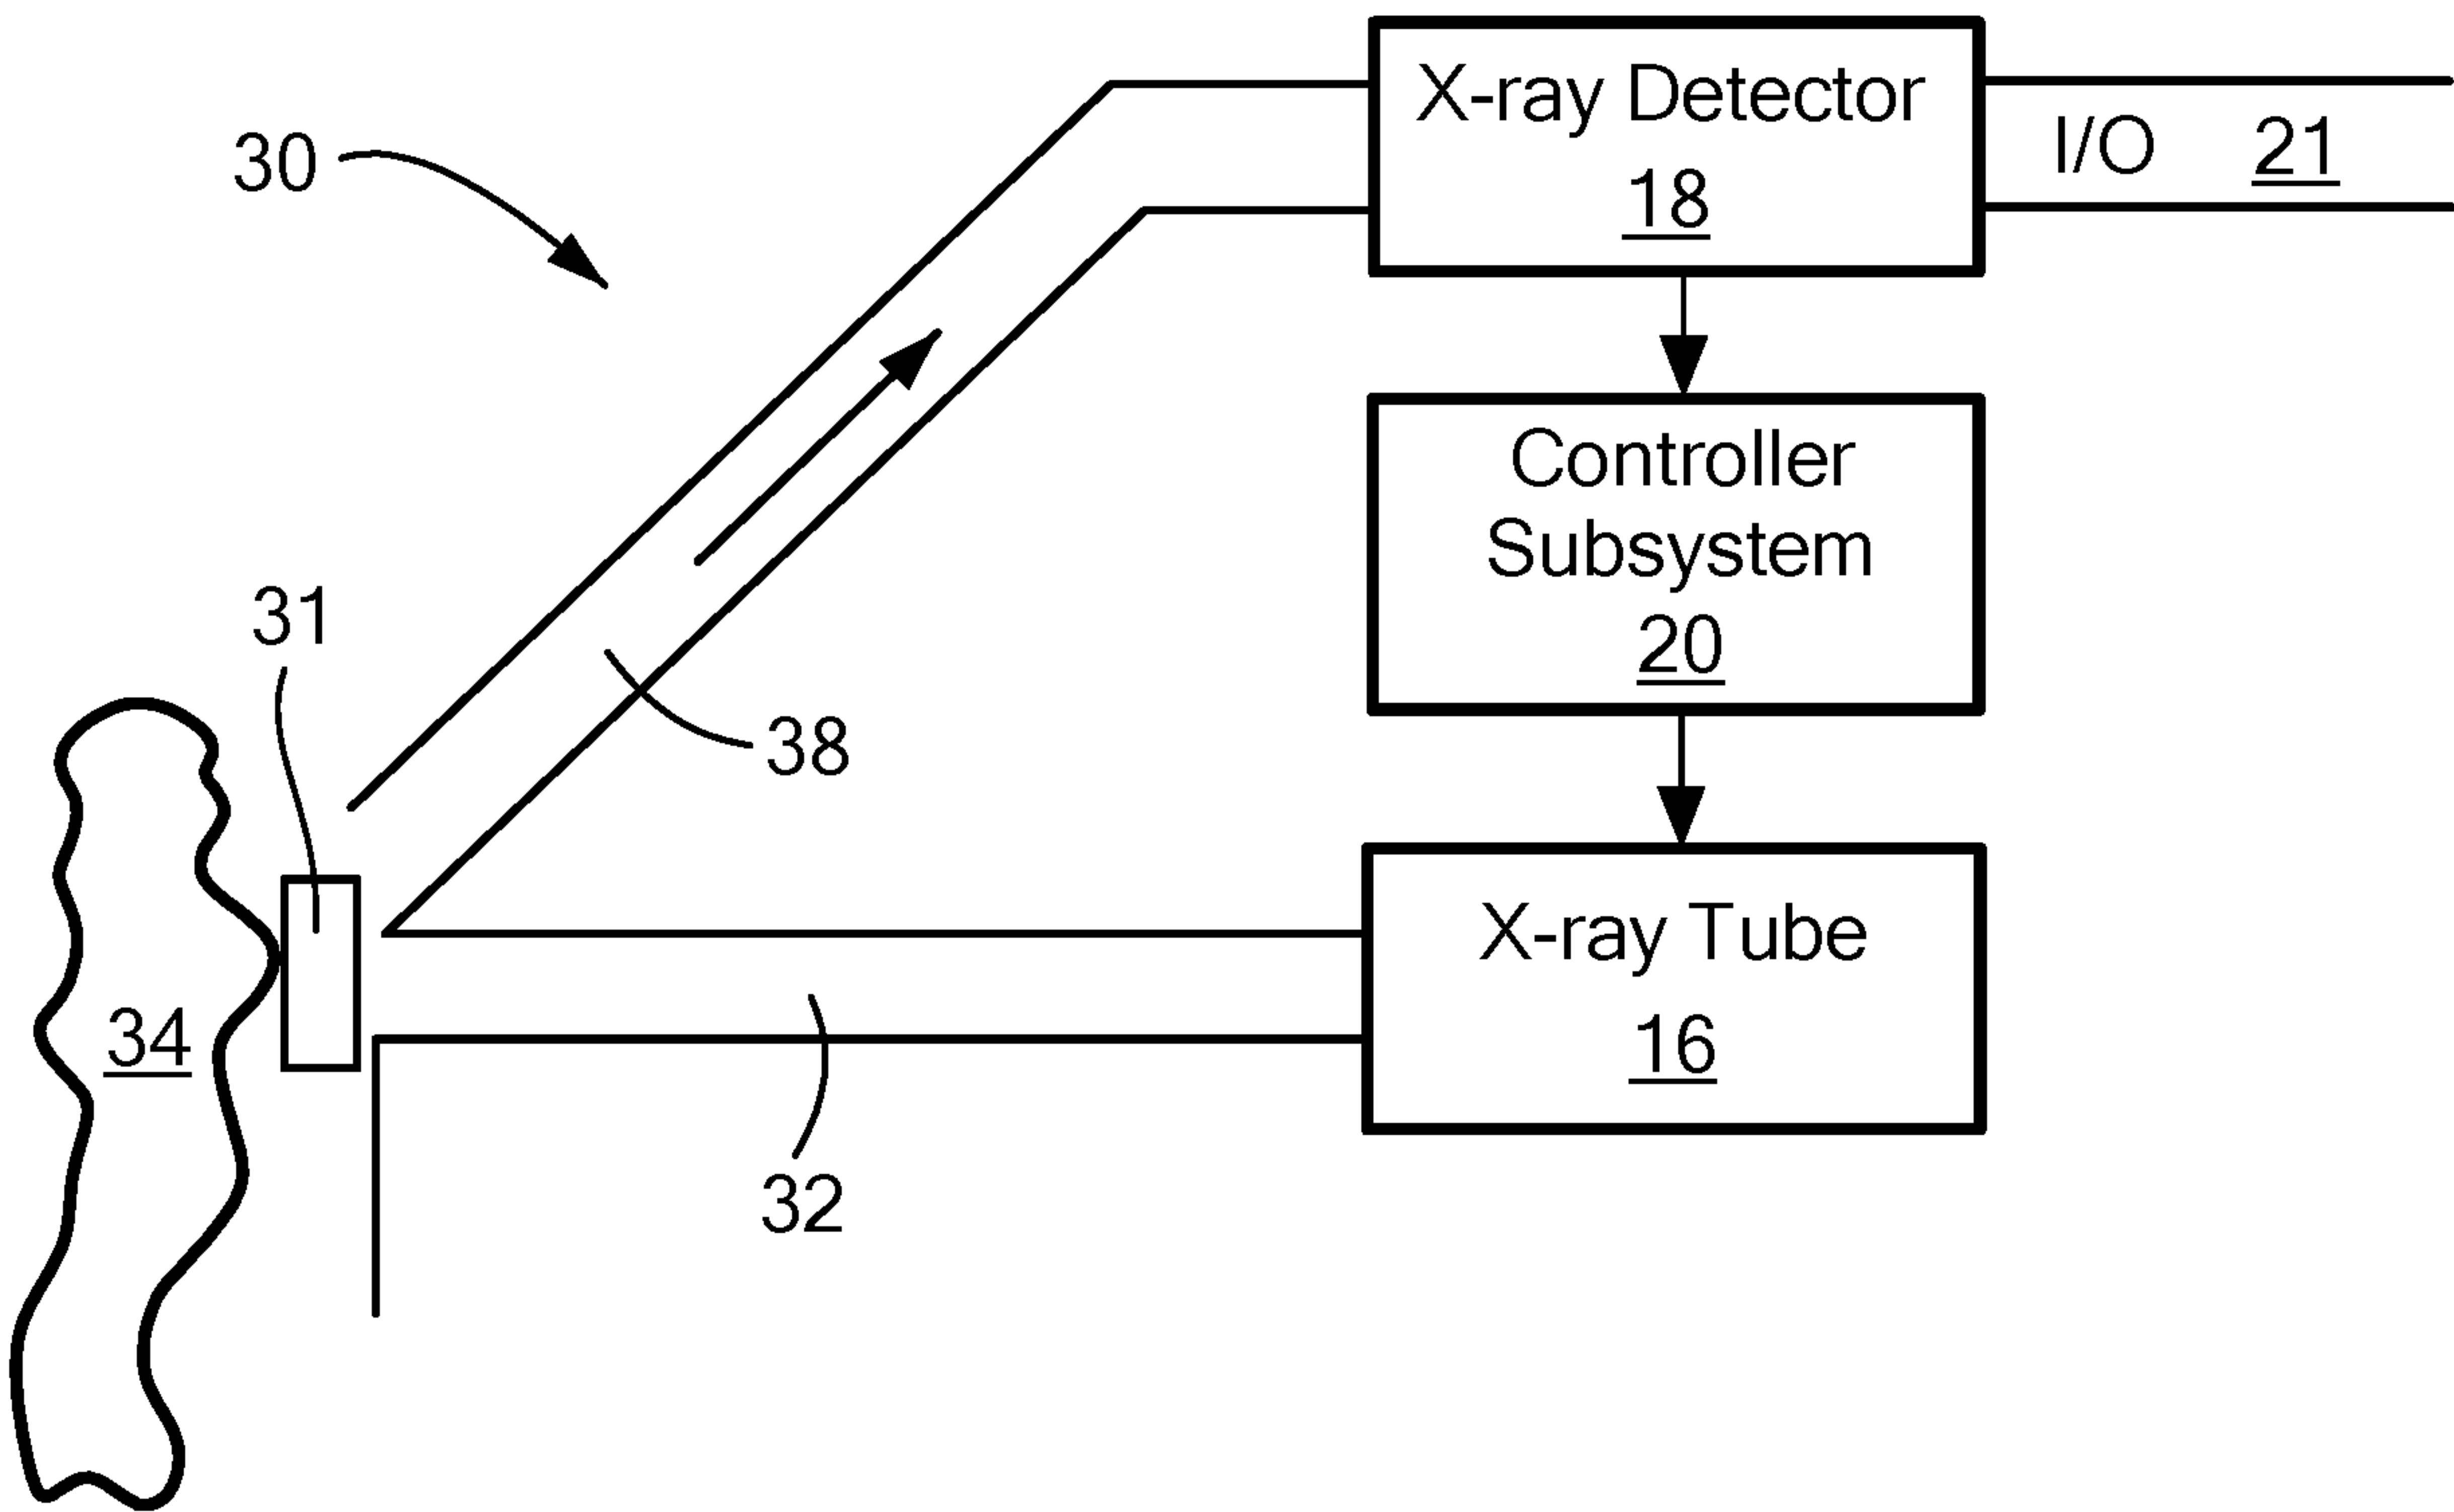 X-ray Detector
18
I/O 21
30
Controller
Subsystem
20
31
38
X-ray Tube
16
34
32